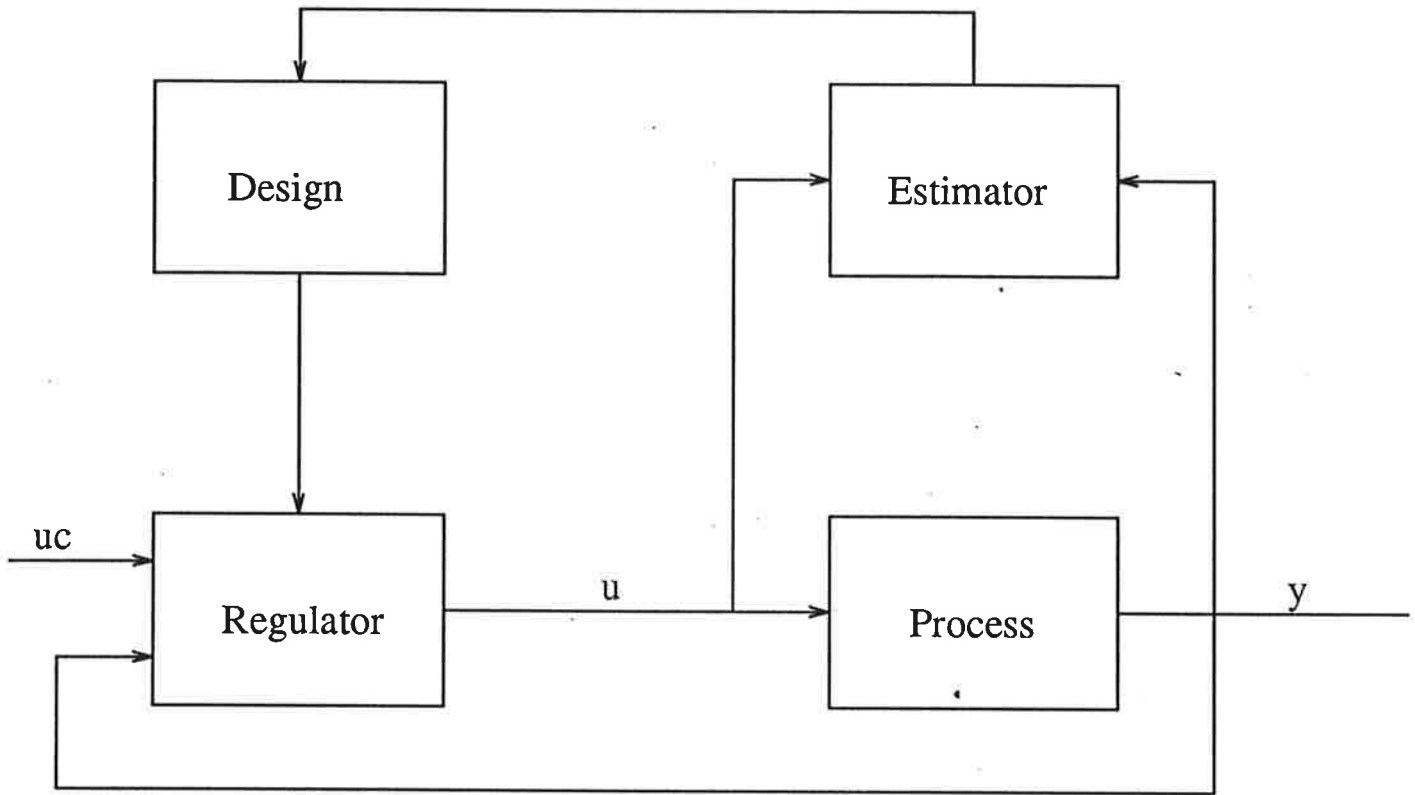 Design
Estimator
uc
Regulator
u
Process
y